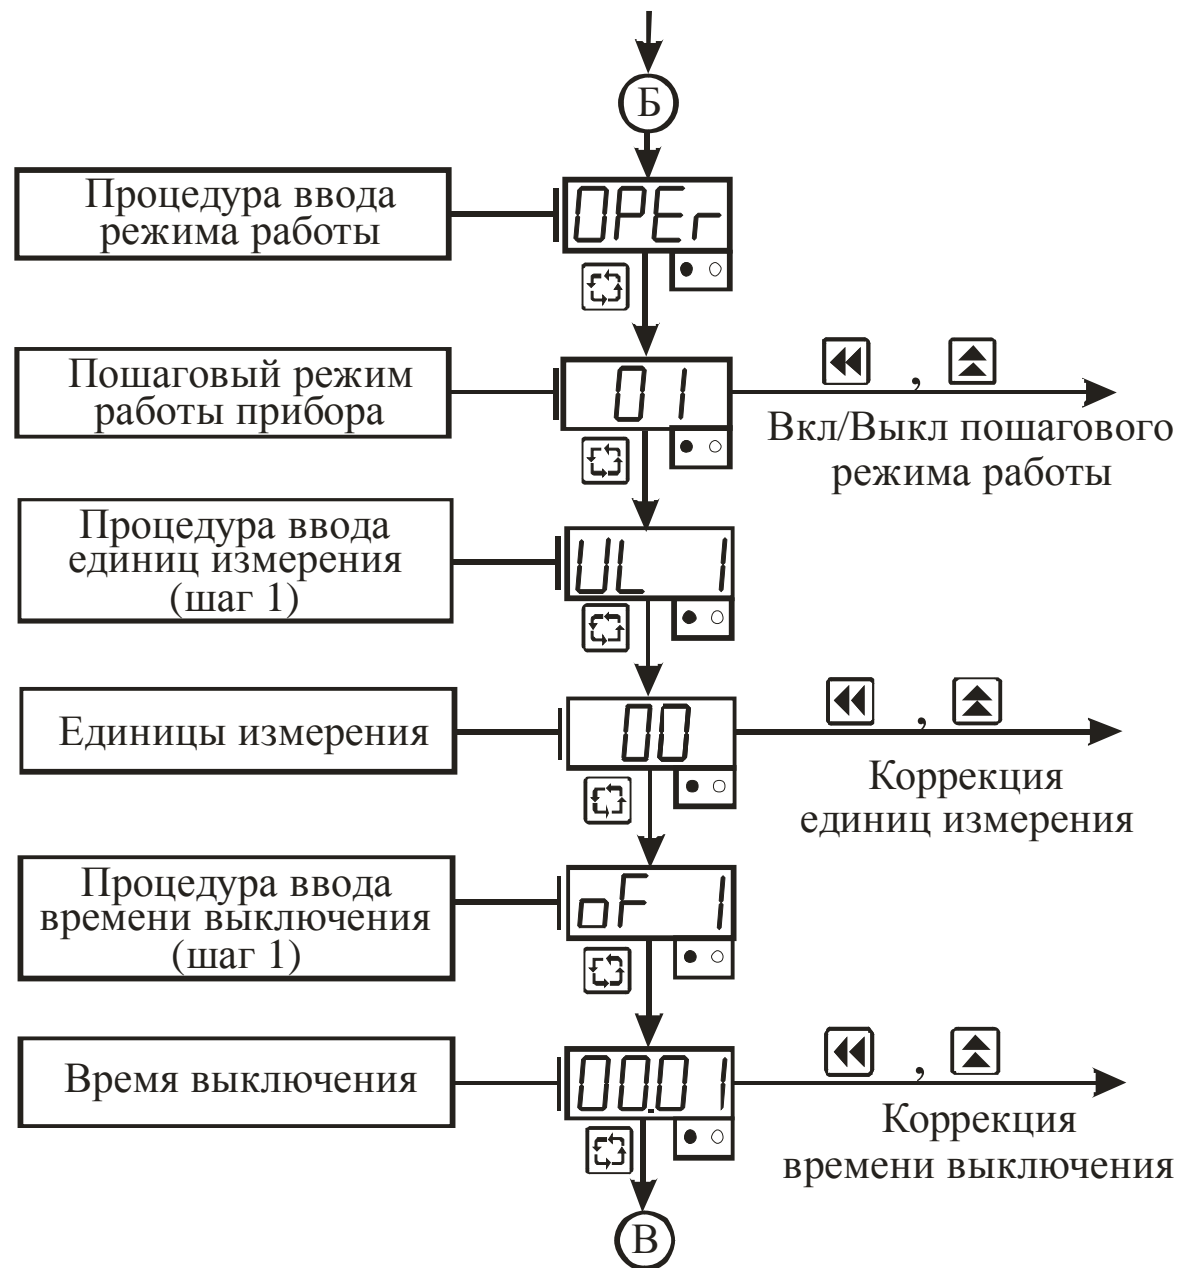 Б
Процедура ввода
режима работы
OPEr
Пошаговый режим
работы прибора
01
,
Вкл/Выкл пошагового
режима работы
Процедура ввода
единиц измерения
(шаг 1)
UL 1
Единицы измерения
00
,
Коррекция
единиц измерения
Процедура ввода
времени выключения
(шаг 1)
oF 1
Время выключения
00.01
,
Коррекция
времени выключения
В